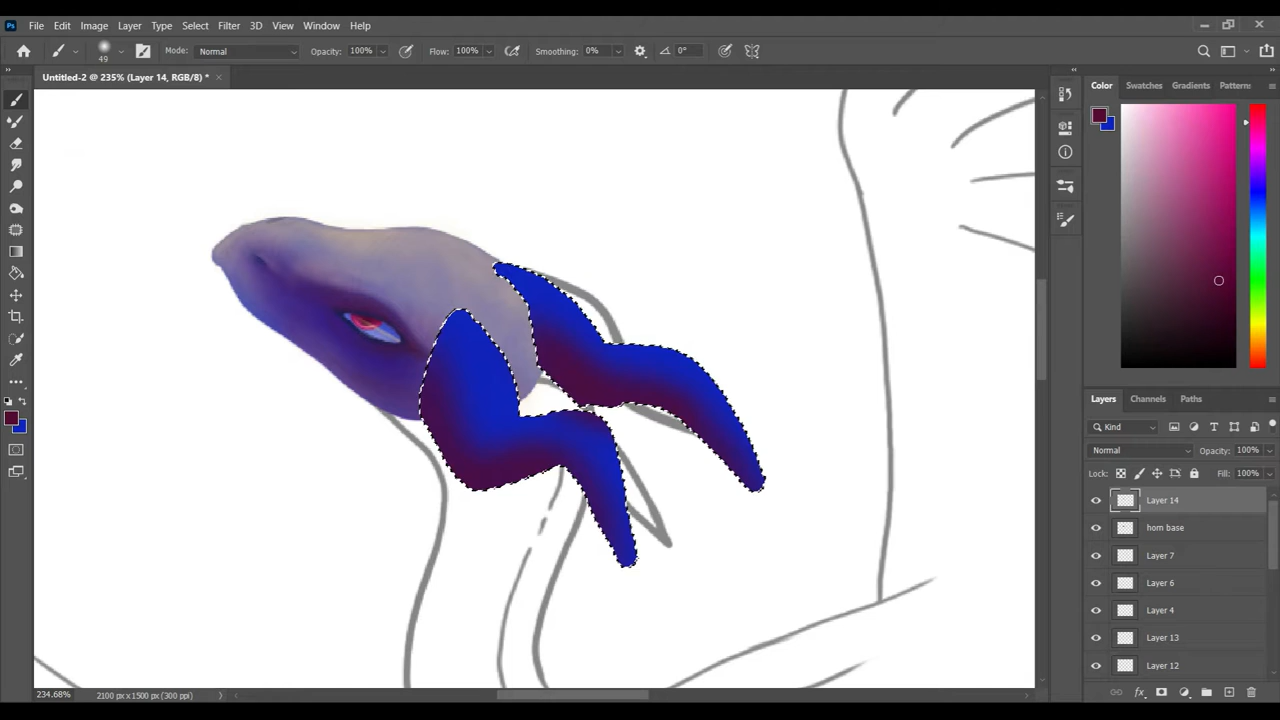 Ps File Edit Image Layer Type Select Filter 3D View Window Help
49 Mode: Normal Opacity: 100% Flow: 100% Smoothing: 0% 0°
Untitled-2 @ 235% (Layer 14, RGB/8) *
Color Swatches Gradients Patterns
Layers Channels Paths
Kind
Normal Opacity: 100%
Lock: Fill: 100%
Layer 14
horn base
Layer 7
Layer 6
Layer 4
Layer 13
Layer 12
234.68% 2100 px x 1500 px (300 ppi)
fx